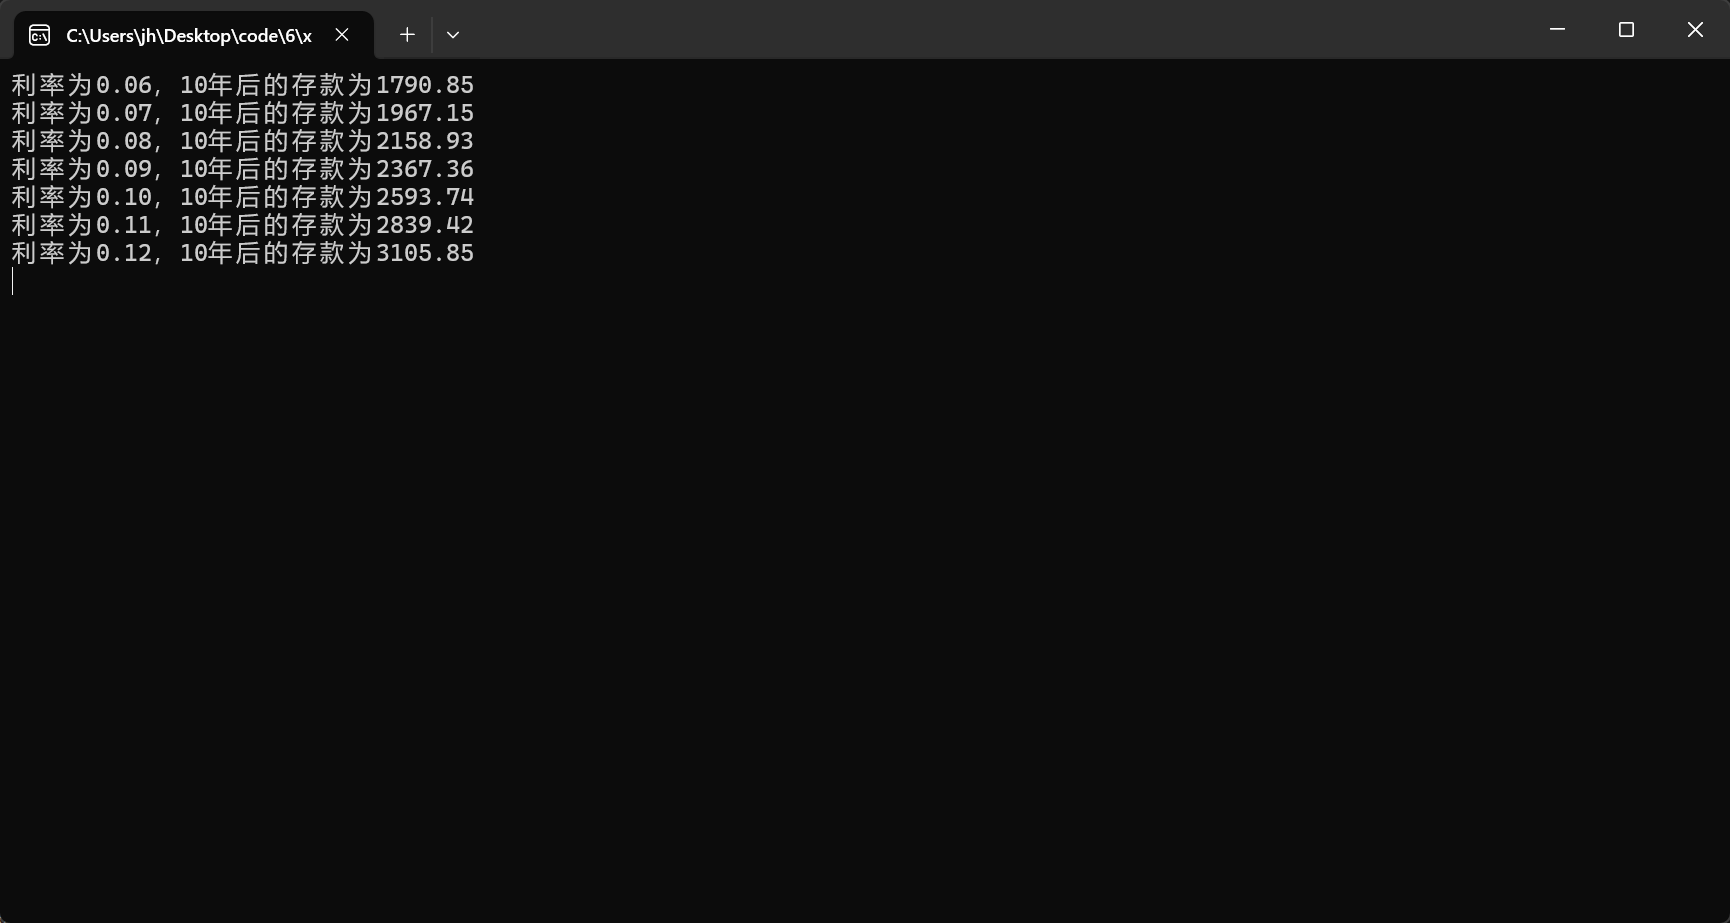 C:\Users\jh\Desktop\code\6\x
利率为0.06, 10年后的存款为1790.85
利率为0.07, 10年后的存款为1967.15
利率为0.08, 10年后的存款为2158.93
利率为0.09, 10年后的存款为2367.36
利率为0.10, 10年后的存款为2593.74
利率为0.11, 10年后的存款为2839.42
利率为0.12, 10年后的存款为3105.85